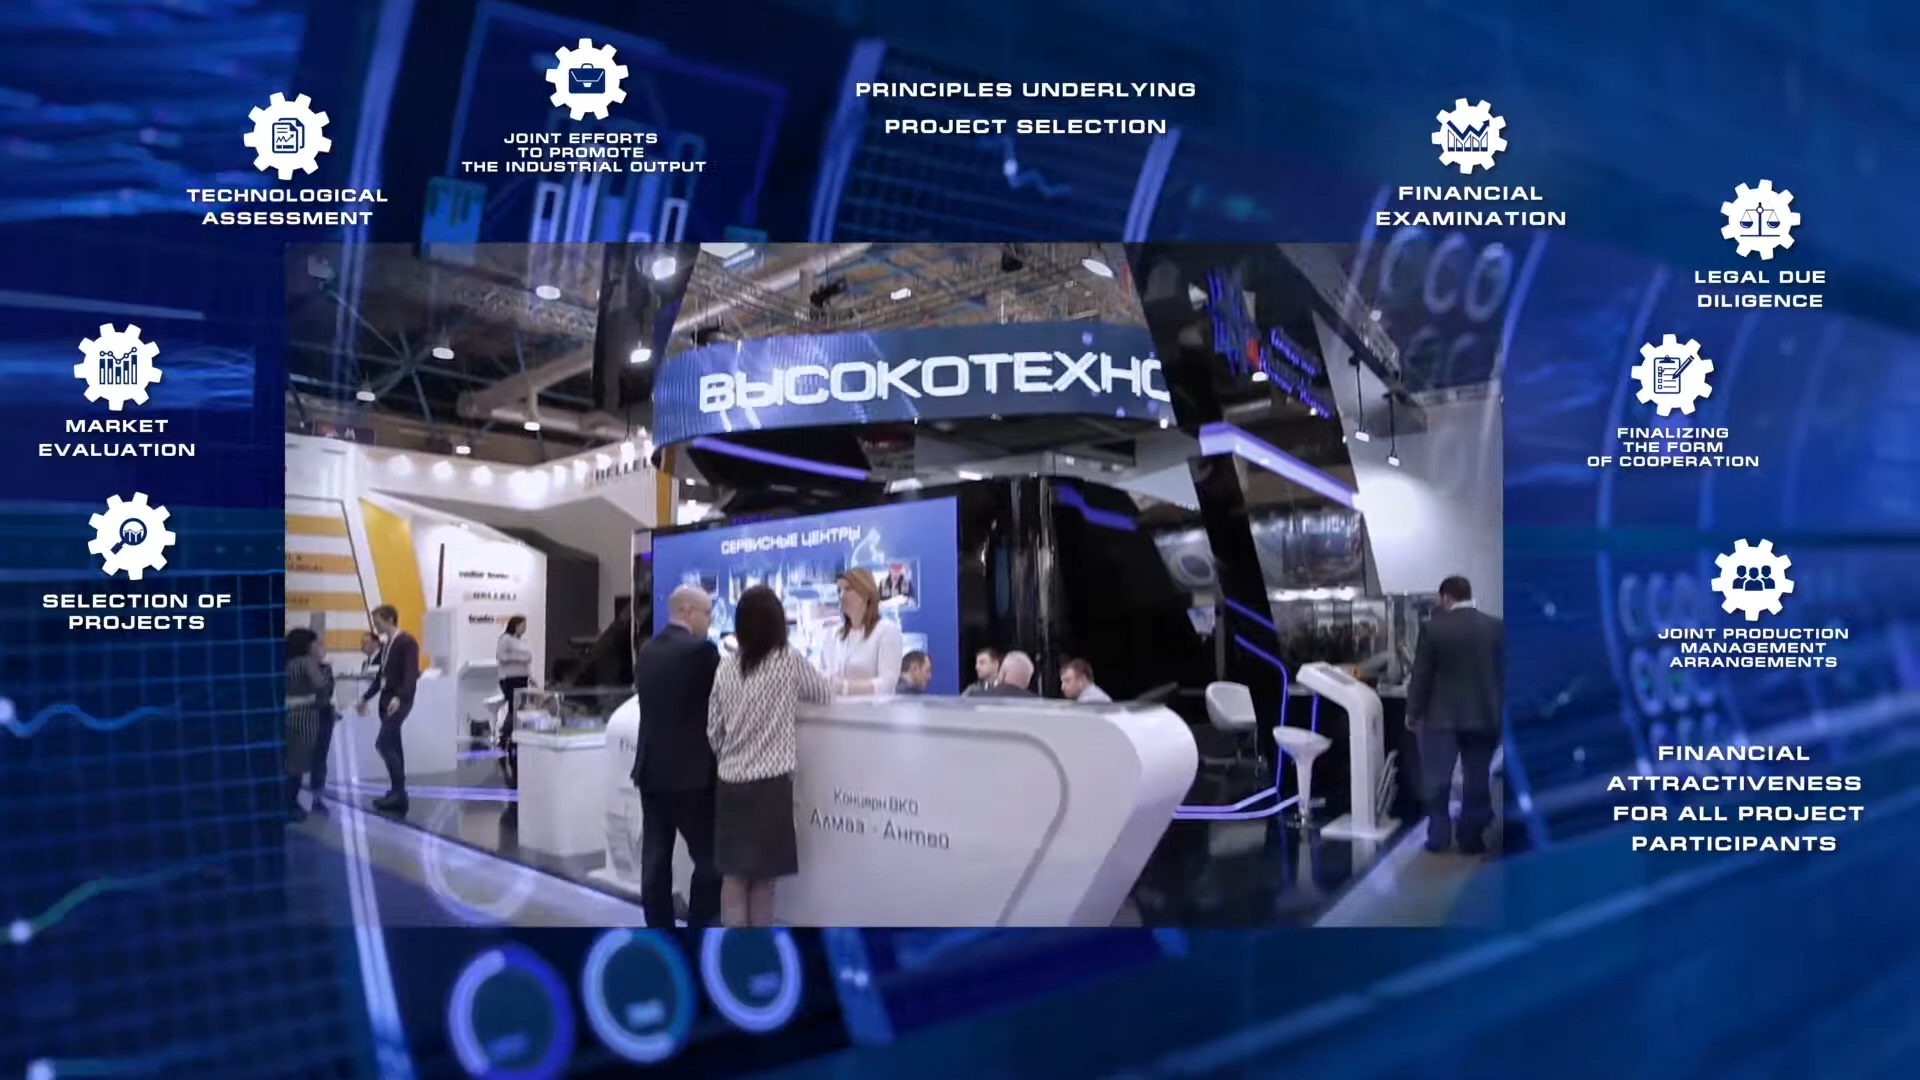 PRINCIPLES UNDERLYING
PROJECT SELECTION
JOINT EFFORTS
TO PROMOTE
THE INDUSTRIAL OUTPUT
TECHNOLOGICAL
ASSESSMENT
FINANCIAL
EXAMINATION
LEGAL DUE
DILIGENCE
MARKET
EVALUATION
FINALIZING
THE FORM
OF COOPERATION
SELECTION OF
PROJECTS
JOINT PRODUCTION
MANAGEMENT
ARRANGEMENTS
FINANCIAL
ATTRACTIVENESS
FOR ALL PROJECT
PARTICIPANTS
ВЫСОКОТЕХНО
BELLELI
СЕРВИСНЫЕ ЦЕНТРЫ
BELLELI
Концерн ВКО
Алмаз - Антей